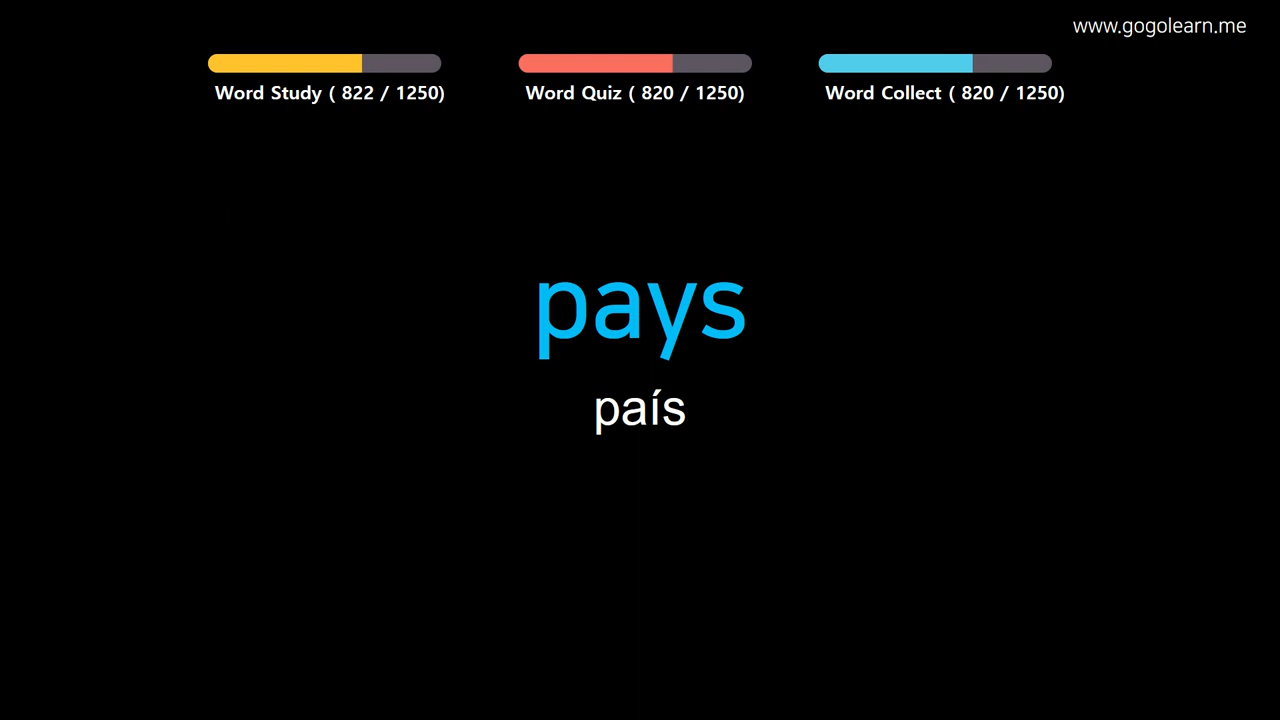 www.gogolearn.me
Word Study ( 822 / 1250)
Word Quiz ( 820 / 1250)
Word Collect ( 820 / 1250)
pays
país